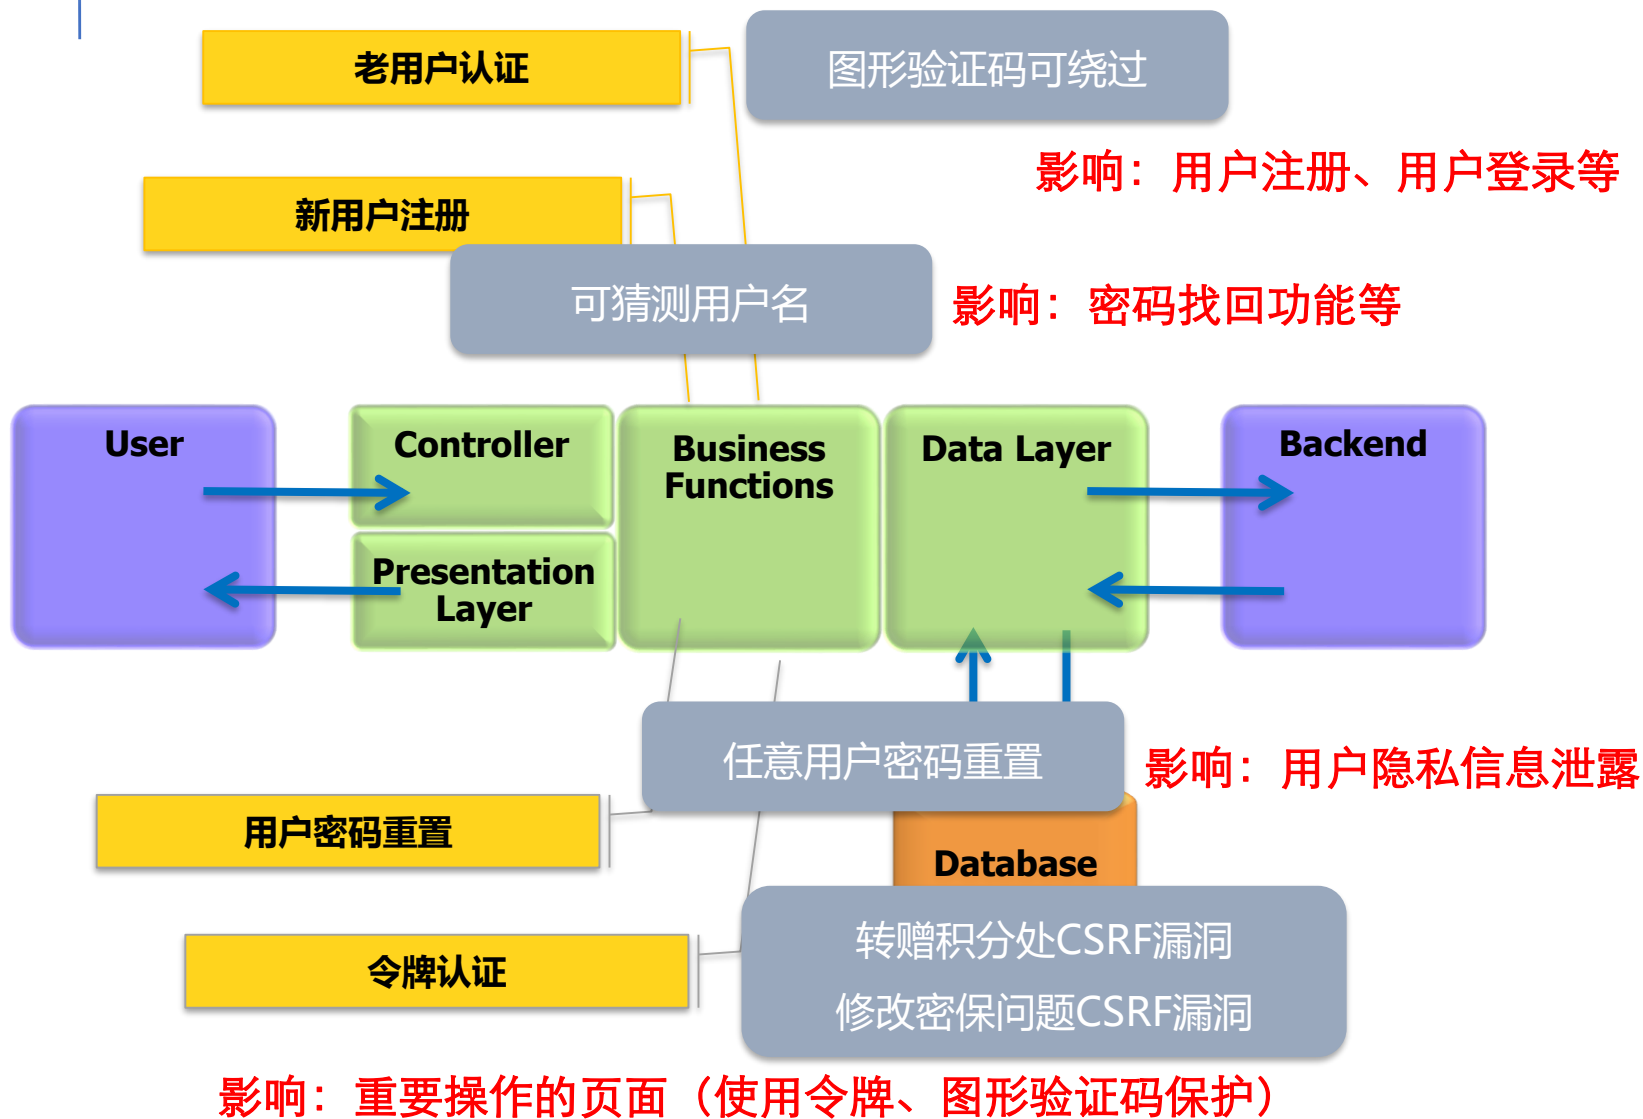 老用户认证
图形验证码可绕过
影响：用户注册、用户登录等
新用户注册
可猜测用户名
影响：密码找回功能等
User
Controller
Business
Functions
Data Layer
Backend
Presentation
Layer
任意用户密码重置
影响：用户隐私信息泄露
用户密码重置
Database
转赠积分处CSRF漏洞
令牌认证
修改密保问题CSRF漏洞
影响：重要操作的页面（使用令牌、图形验证码保护）